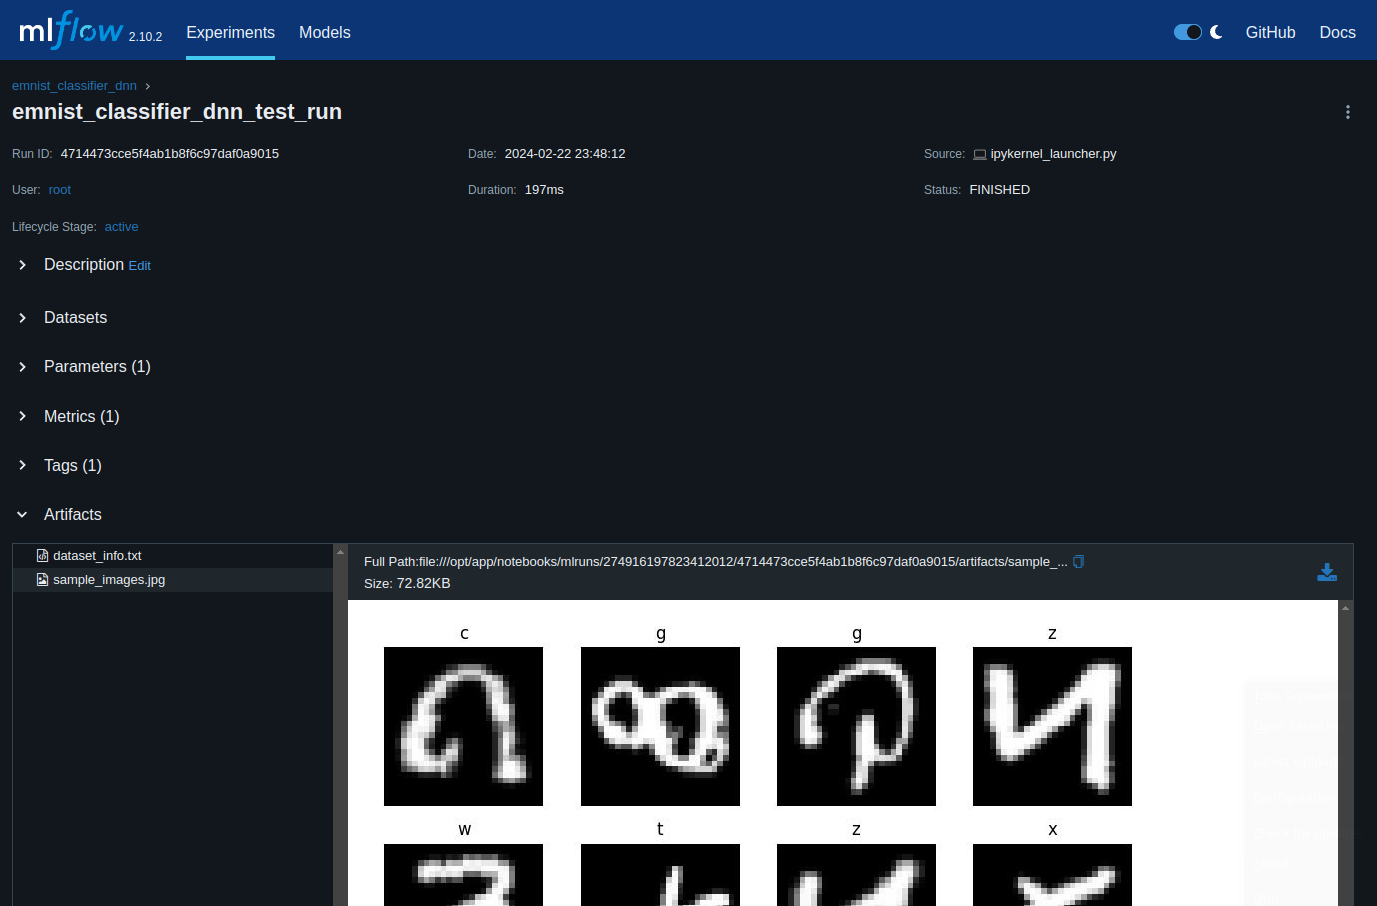 mlflow 2.10.2 Experiments Models GitHub Docs
emnist_classifier_dnn
emnist_classifier_dnn_test_run
Run ID: 4714473cce5f4ab1b8f6c97daf0a9015 Date: 2024-02-22 23:48:12 Source: ipykernel_launcher.py
User: root Duration: 197ms Status: FINISHED
Lifecycle Stage: active
Description Edit
Datasets
Parameters (1)
Metrics (1)
Tags (1)
Artifacts
dataset_info.txt
sample_images.jpg
Full Path:file:///opt/app/notebooks/mlruns/274916197823412012/4714473cce5f4ab1b8f6c97daf0a9015/artifacts/sample_...
Size: 72.82KB
c g g z
w t z x